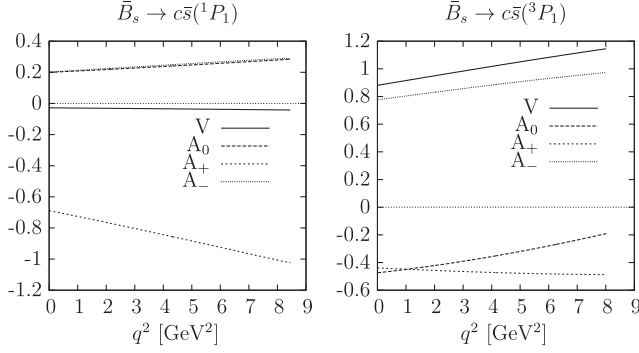 B̄_s → cs̄(¹P₁)
0.4
0.2
0
-0.2
-0.4
-0.6
-0.8
-1
-1.2
V
A₀
A₊
A₋
0 1 2 3 4 5 6 7 8 9
q² [GeV²]
B̄_s → cs̄(³P₁)
1.2
1
0.8
0.6
0.4
0.2
0
-0.2
-0.4
-0.6
V
A₀
A₊
A₋
0 1 2 3 4 5 6 7 8 9
q² [GeV²]